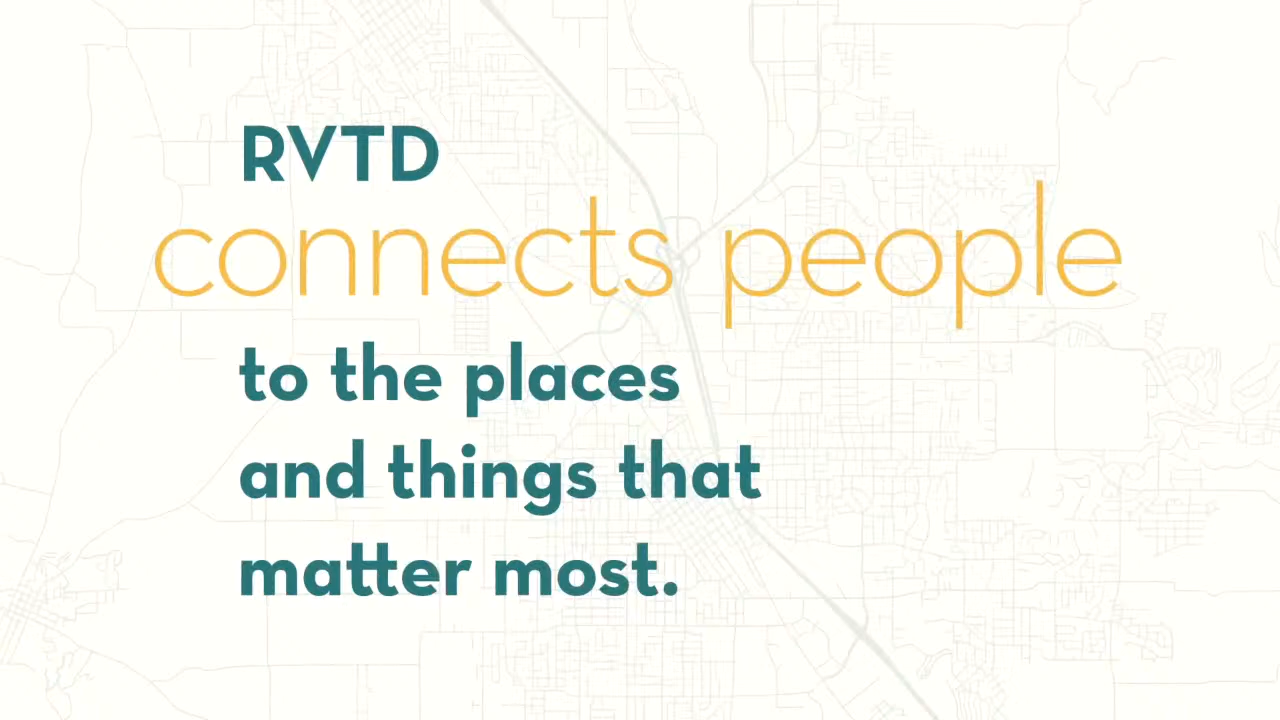 RVTD
connects people
to the places
and things that
matter most.